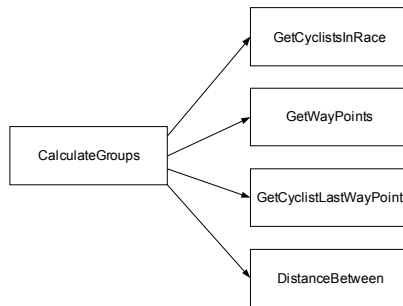 GetCyclistsInRace
GetWayPoints
CalculateGroups
GetCyclistLastWayPoint
DistanceBetween